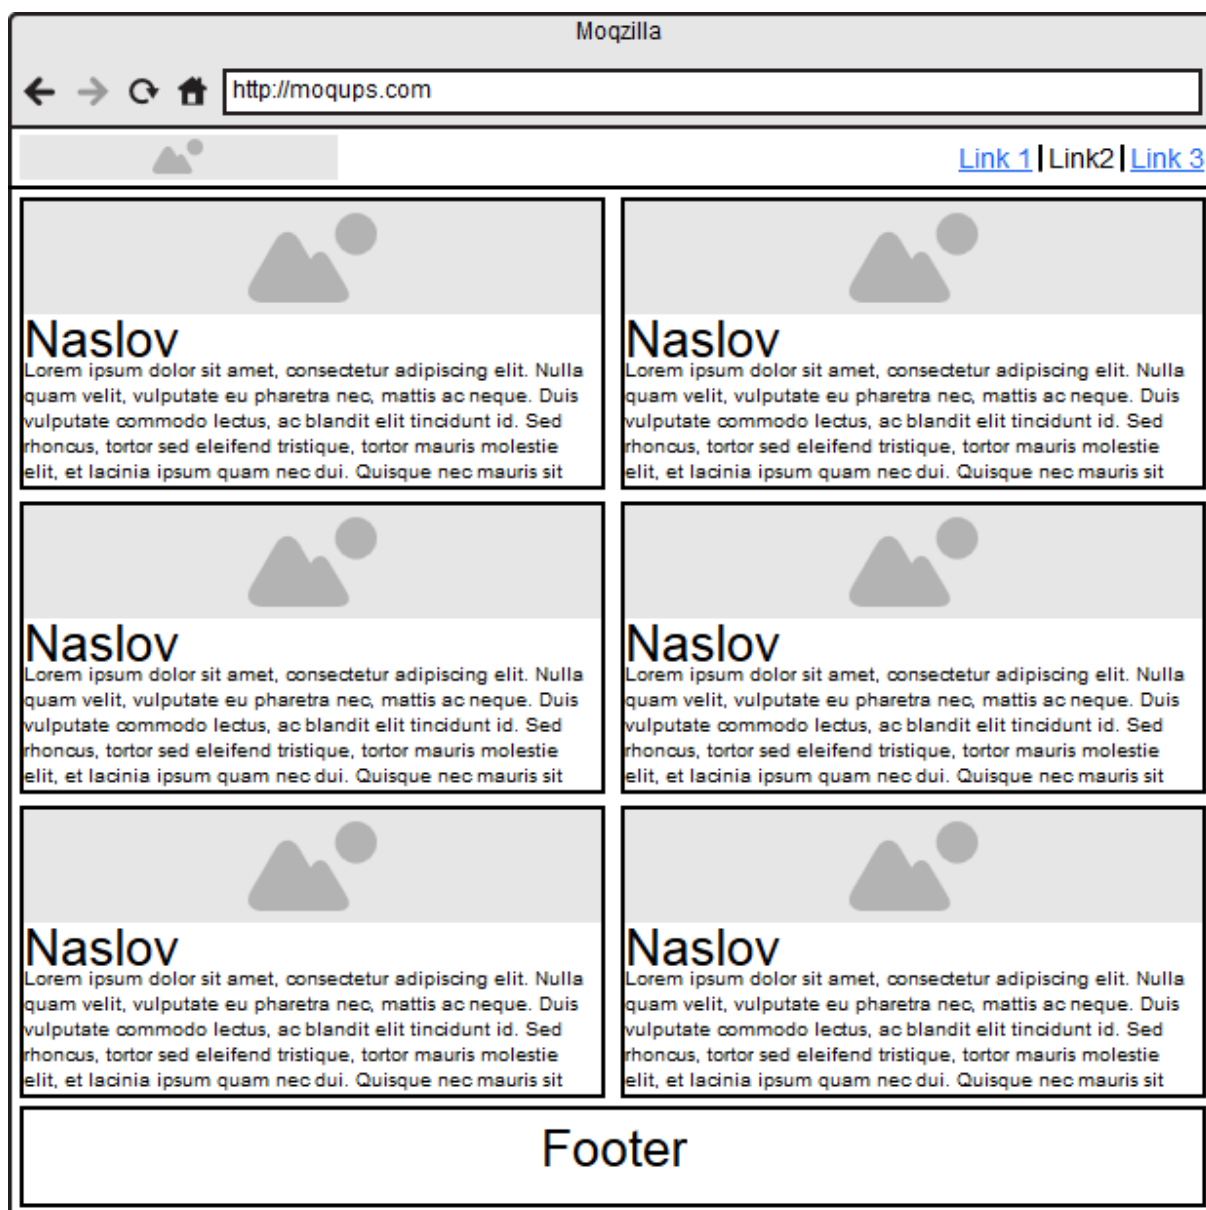 Moqzilla
http://moqups.com
Link 1 Link2 Link 3
Naslov
Lorem ipsum dolor sit amet, consectetur adipiscing elit. Nulla
quam velit, vulputate eu pharetra nec, mattis ac neque. Duis
vulputate commodo lectus, ac blandit elit tincidunt id. Sed
rhoncus, tortor sed eleifend tristique, tortor mauris molestie
elit, et lacinia ipsum quam nec dui. Quisque nec mauris sit
Naslov
Lorem ipsum dolor sit amet, consectetur adipiscing elit. Nulla
quam velit, vulputate eu pharetra nec, mattis ac neque. Duis
vulputate commodo lectus, ac blandit elit tincidunt id. Sed
rhoncus, tortor sed eleifend tristique, tortor mauris molestie
elit, et lacinia ipsum quam nec dui. Quisque nec mauris sit
Naslov
Lorem ipsum dolor sit amet, consectetur adipiscing elit. Nulla
quam velit, vulputate eu pharetra nec, mattis ac neque. Duis
vulputate commodo lectus, ac blandit elit tincidunt id. Sed
rhoncus, tortor sed eleifend tristique, tortor mauris molestie
elit, et lacinia ipsum quam nec dui. Quisque nec mauris sit
Naslov
Lorem ipsum dolor sit amet, consectetur adipiscing elit. Nulla
quam velit, vulputate eu pharetra nec, mattis ac neque. Duis
vulputate commodo lectus, ac blandit elit tincidunt id. Sed
rhoncus, tortor sed eleifend tristique, tortor mauris molestie
elit, et lacinia ipsum quam nec dui. Quisque nec mauris sit
Naslov
Lorem ipsum dolor sit amet, consectetur adipiscing elit. Nulla
quam velit, vulputate eu pharetra nec, mattis ac neque. Duis
vulputate commodo lectus, ac blandit elit tincidunt id. Sed
rhoncus, tortor sed eleifend tristique, tortor mauris molestie
elit, et lacinia ipsum quam nec dui. Quisque nec mauris sit
Naslov
Lorem ipsum dolor sit amet, consectetur adipiscing elit. Nulla
quam velit, vulputate eu pharetra nec, mattis ac neque. Duis
vulputate commodo lectus, ac blandit elit tincidunt id. Sed
rhoncus, tortor sed eleifend tristique, tortor mauris molestie
elit, et lacinia ipsum quam nec dui. Quisque nec mauris sit
Footer